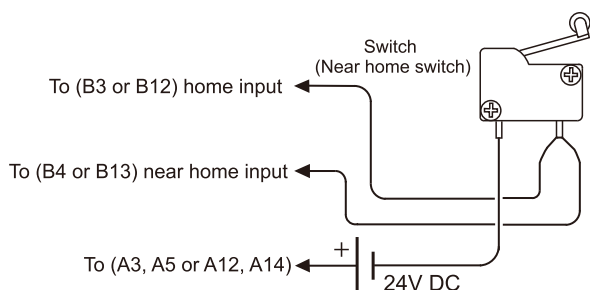 Switch
(Near home switch)
To (B3 or B12) home input
To (B4 or B13) near home input
To (A3, A5 or A12, A14)
+
24V DC